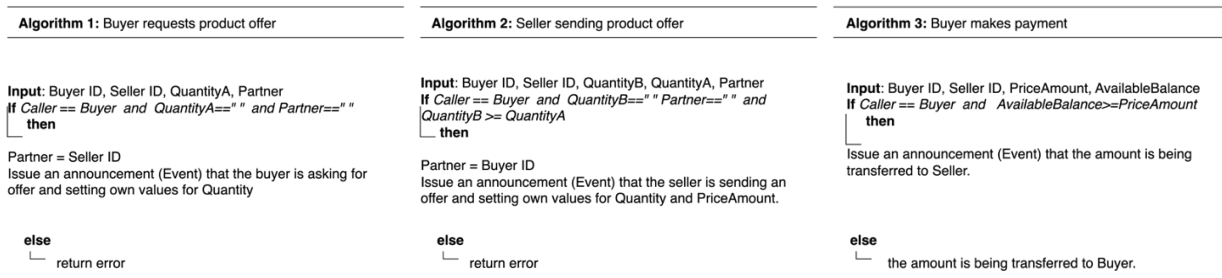 Algorithm 1: Buyer requests product offer
Input: Buyer ID, Seller ID, QuantityA, Partner
If Caller == Buyer and QuantityA==" " and Partner==" "
then
Partner = Seller ID
Issue an announcement (Event) that the buyer is asking for
offer and setting own values for Quantity
else
return error
Algorithm 2: Seller sending product offer
Input: Buyer ID, Seller ID, QuantityB, QuantityA, Partner
If Caller == Buyer and QuantityB==" " Partner==" " and
QuantityB >= QuantityA
then
Partner = Buyer ID
Issue an announcement (Event) that the seller is sending an
offer and setting own values for Quantity and PriceAmount.
else
return error
Algorithm 3: Buyer makes payment
Input: Buyer ID, Seller ID, PriceAmount, AvailableBalance
If Caller == Buyer and AvailableBalance>=PriceAmount
then
Issue an announcement (Event) that the amount is being
transferred to Seller.
else
the amount is being transferred to Buyer.